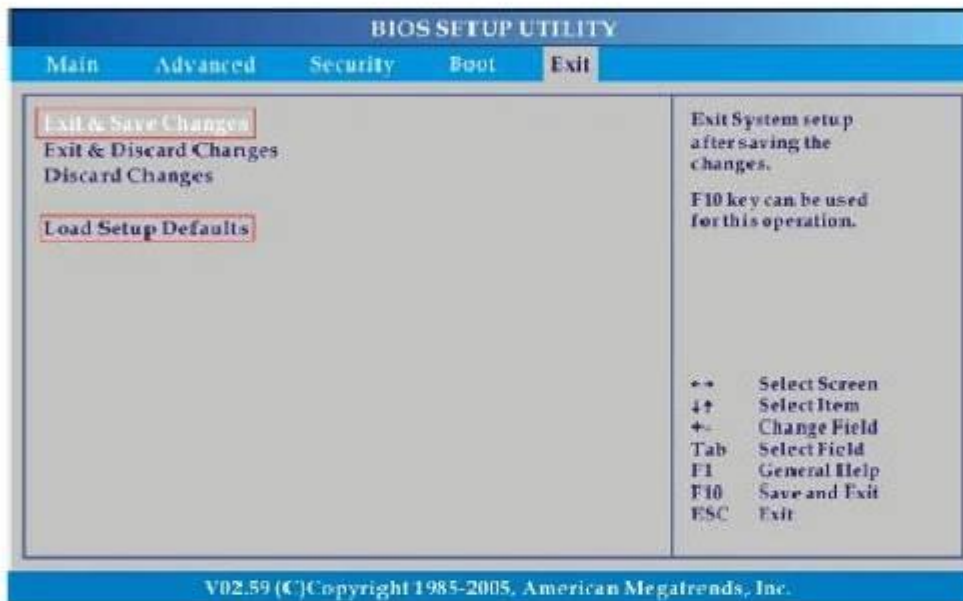 BIOS SETUP UTILITY
Main Advanced Security Boot Exit
Exit & Save Changes
Exit & Discard Changes
Discard Changes
Load Setup Defaults
Exit System setup
after saving the
changes.
F10 key can be used
for this operation.
←→ Select Screen
↓↑ Select Item
+- Change Field
Tab Select Field
F1 General Help
F10 Save and Exit
ESC Exit
V02.59 (C)Copyright 1985-2005, American Megatrends, Inc.